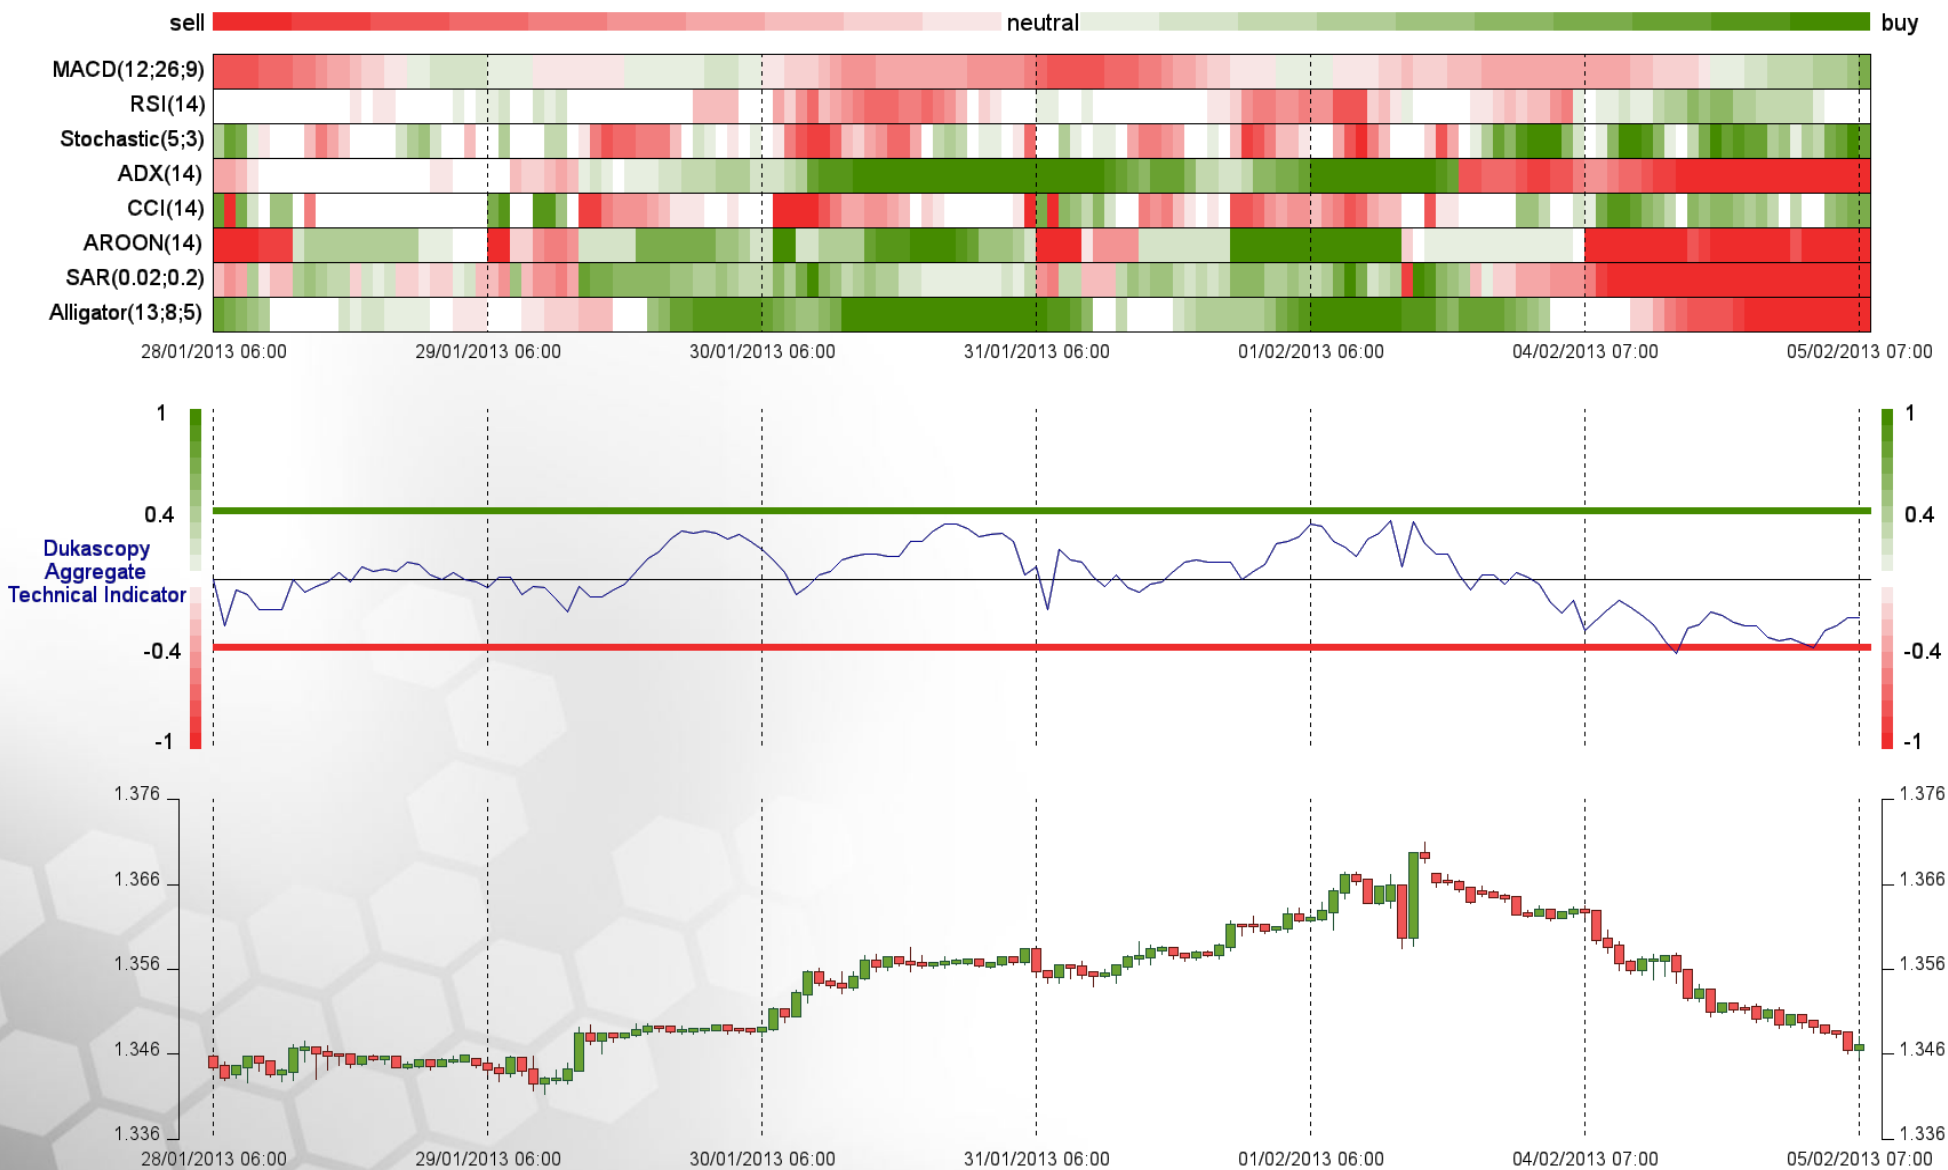 sell neutral buy
MACD(12;26;9)
RSI(14)
Stochastic(5;3)
ADX(14)
CCI(14)
AROON(14)
SAR(0.02;0.2)
Alligator(13;8;5)
28/01/2013 06:00 29/01/2013 06:00 30/01/2013 06:00 31/01/2013 06:00 01/02/2013 06:00 04/02/2013 07:00 05/02/2013 07:00
1 1
0.4 0.4
Dukascopy
Aggregate
Technical Indicator
-0.4 -0.4
-1 -1
1.376 1.376
1.366 1.366
1.356 1.356
1.346 1.346
1.336 1.336
28/01/2013 06:00 29/01/2013 06:00 30/01/2013 06:00 31/01/2013 06:00 01/02/2013 06:00 04/02/2013 07:00 05/02/2013 07:00